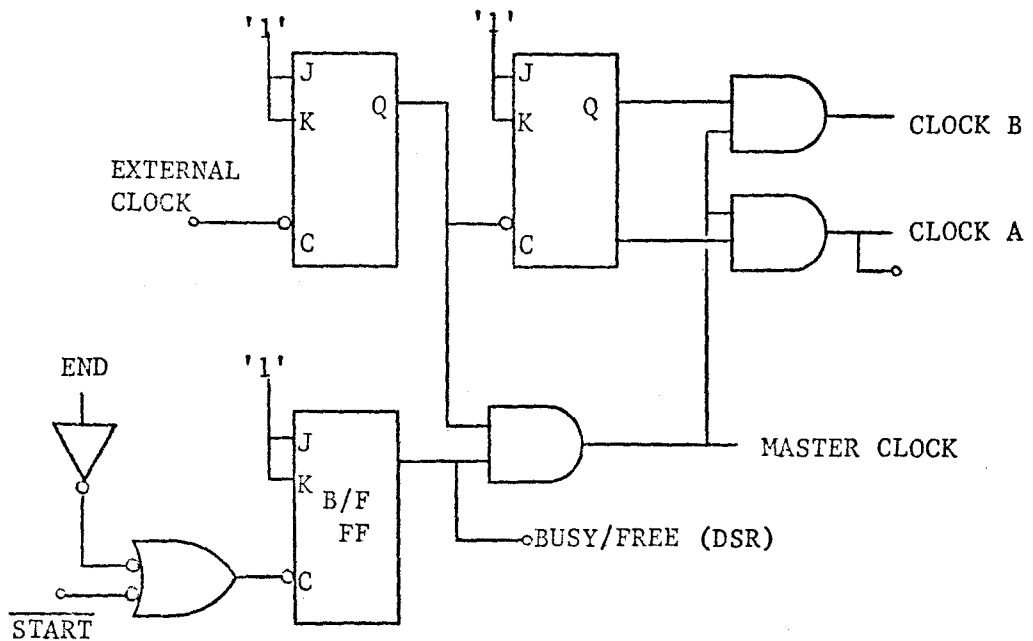 '1'
'1'
J
K
Q
C
J
K
Q
C
EXTERNAL
CLOCK
CLOCK B
CLOCK A
END
'1'
J
K
B/F
FF
C
MASTER CLOCK
BUSY/FREE (DSR)
START